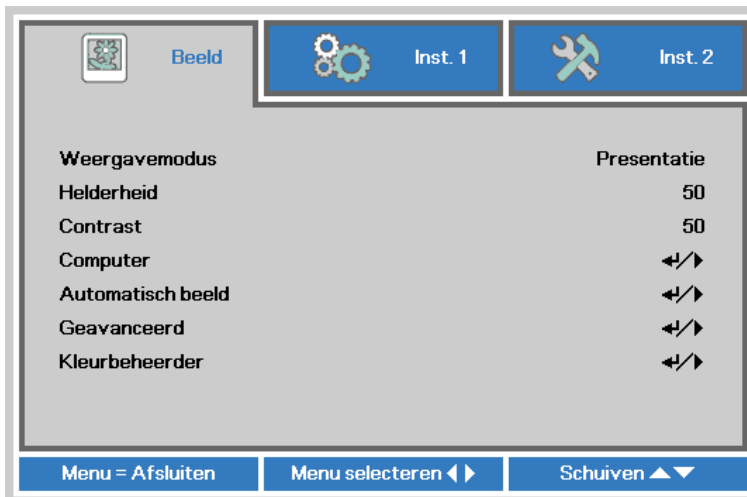 Beeld Inst. 1 Inst. 2
Weergavemodus Presentatie
Helderheid 50
Contrast 50
Computer ↵/▶
Automatisch beeld ↵/▶
Geavanceerd ↵/▶
Kleurbeheerder ↵/▶
Menu = Afsluiten Menu selecteren ◀▶ Schuiven ▲▼